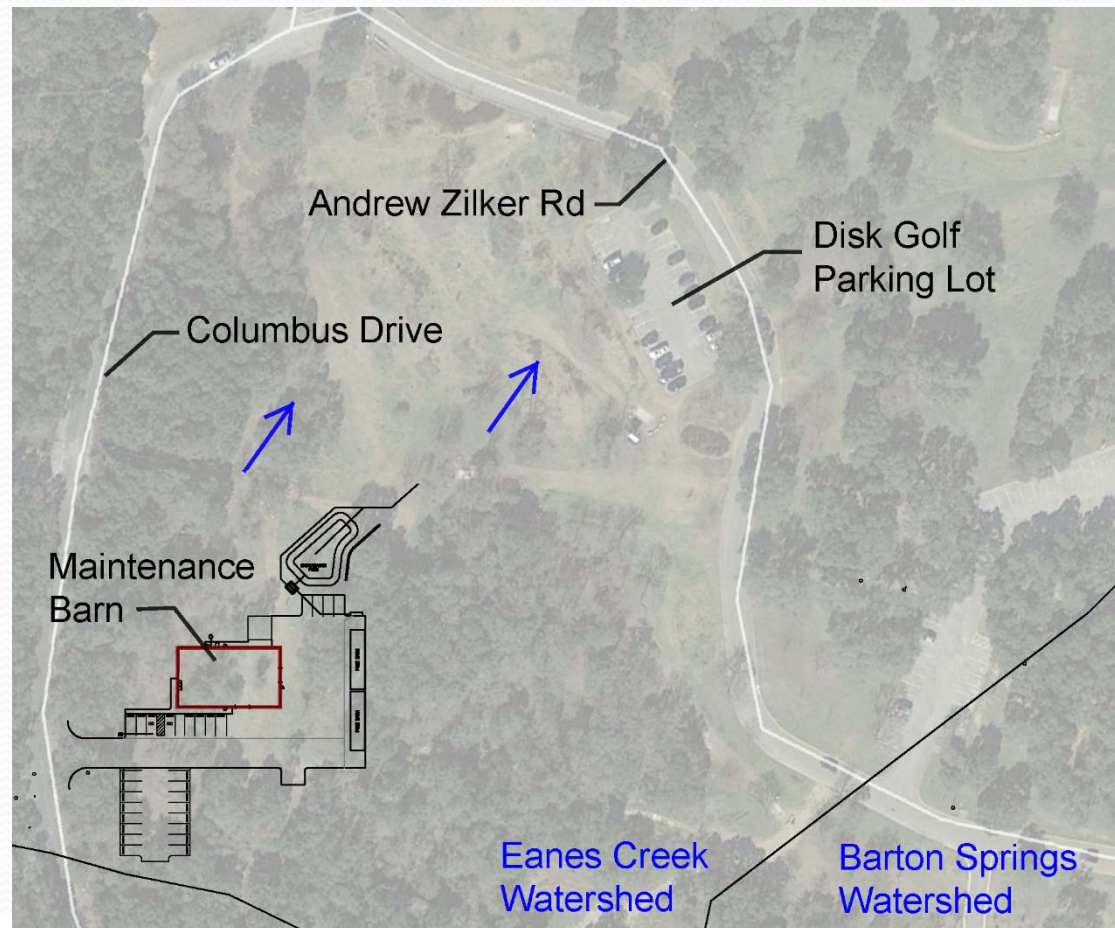 Andrew Zilker Rd
Disk Golf
Parking Lot
Columbus Drive
Maintenance
Barn
Eanes Creek
Watershed
Barton Springs
Watershed